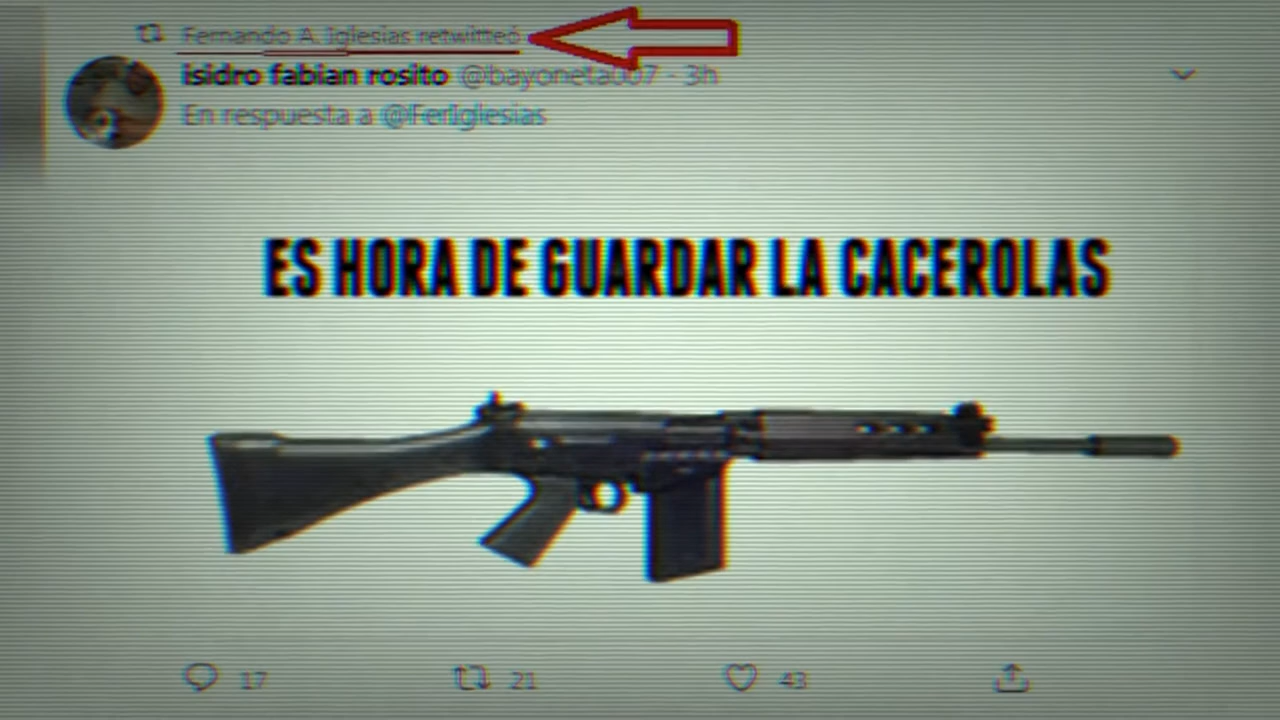 Fernando A. Iglesias retwitteó
isidro fabian rosito @bayoneta007 - 3h
En respuesta a @FerIglesias
ES HORA DE GUARDAR LA CACEROLAS
17 21 43